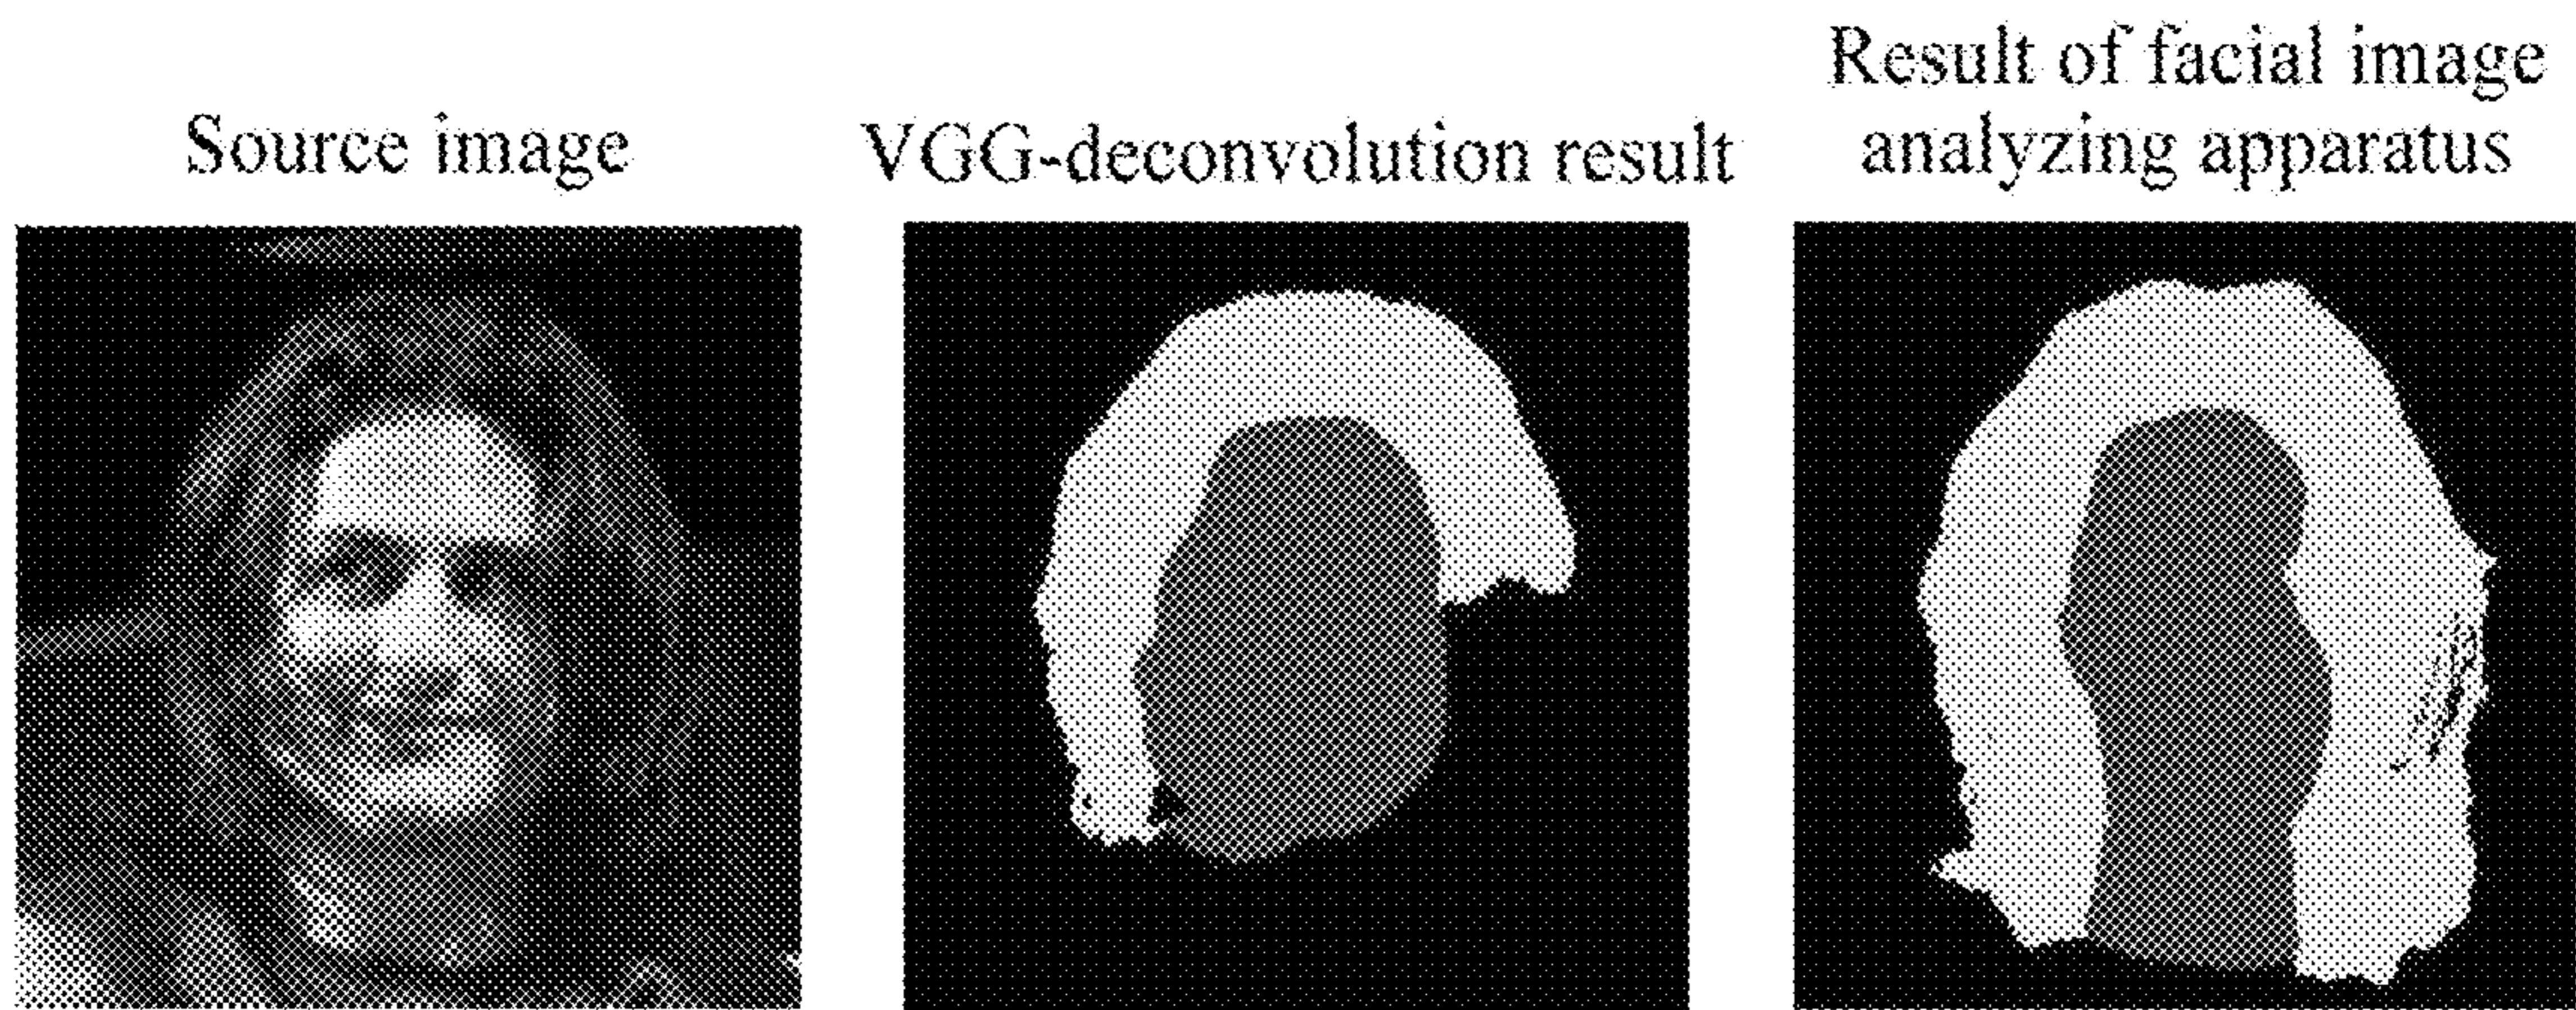 Source image
VGG-deconvolution result
Result of facial image
analyzing apparatus